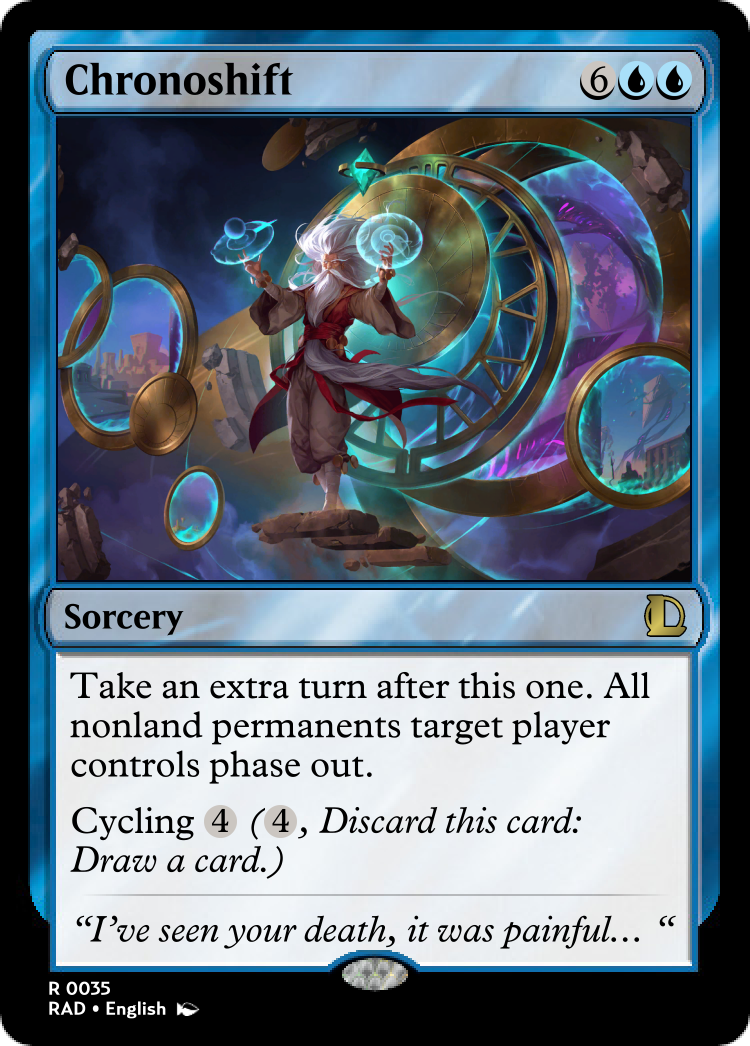 Chronoshift 6
Sorcery
Take an extra turn after this one. All
nonland permanents target player
controls phase out.
Cycling 4 (4, Discard this card:
Draw a card.)
“I’ve seen your death, it was painful… “
R 0035
RAD • English